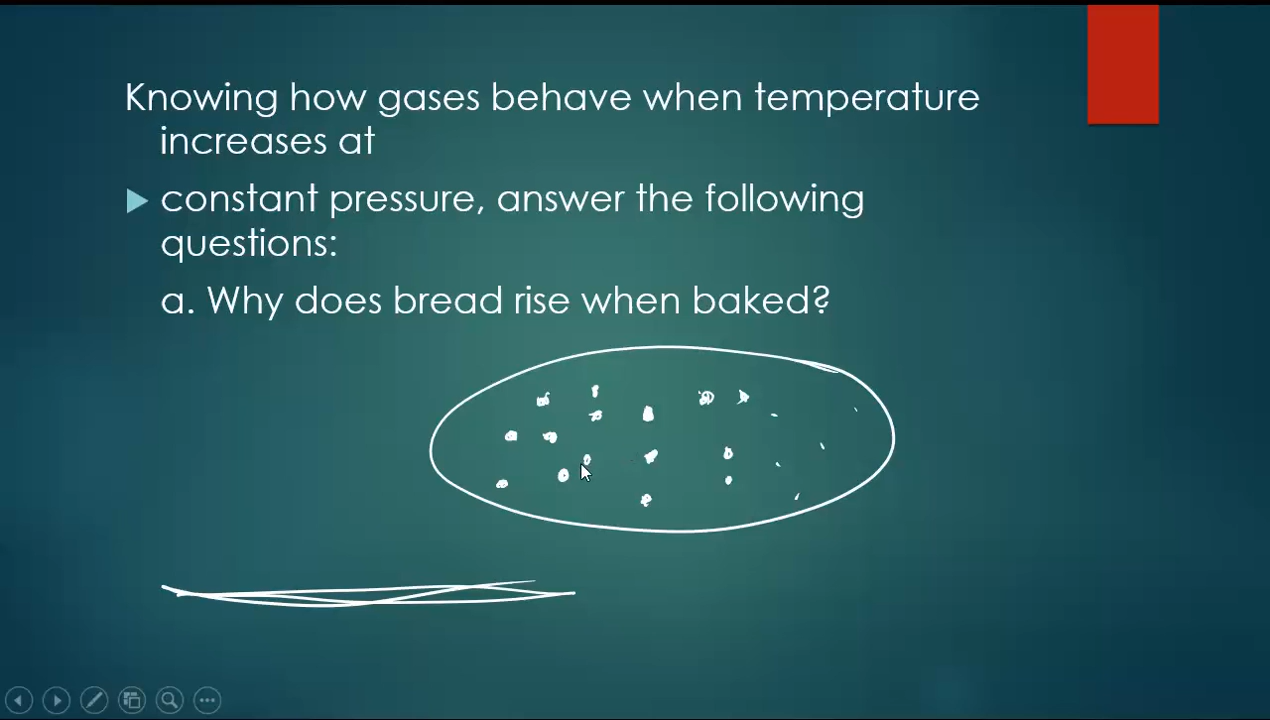 Knowing how gases behave when temperature
increases at
constant pressure, answer the following
questions:
a. Why does bread rise when baked?